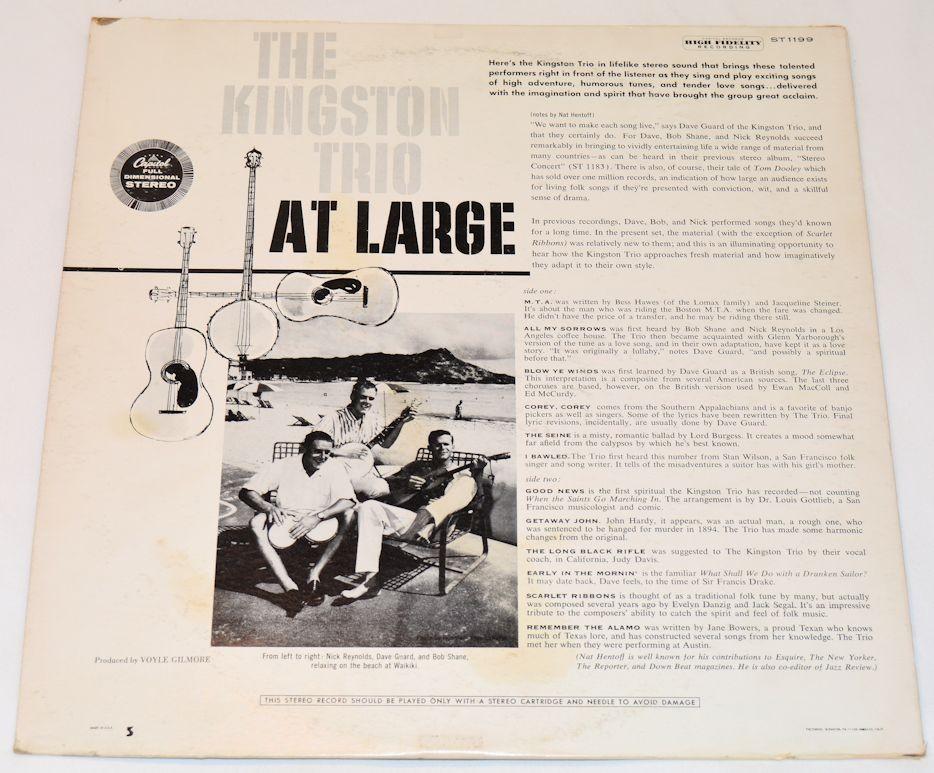 THE
KINGSTON
TRIO
AT LARGE
Capitol
FULL
DIMENSIONAL
STEREO
HIGH FIDELITY
RECORDING
ST1199
Here's the Kingston Trio in lifelike stereo sound that brings these talented
performers right in front of the listener as they sing and play exciting songs
of high adventure, humorous tunes, and tender love songs...delivered
with the imagination and spirit that have brought the group great acclaim.
(notes by Nat Hentoff)
"We want to make each song live," says Dave Guard of the Kingston Trio, and
that they certainly do. For Dave, Bob Shane, and Nick Reynolds succeed
remarkably in bringing to vividly entertaining life a wide range of material from
many countries—as can be heard in their previous stereo album, "Stereo
Concert" (ST 1183). There is also, of course, their tale of Tom Dooley which
has sold over one million records, an indication of how large an audience exists
for living folk songs if they're presented with conviction, wit, and a skillful
sense of drama.
In previous recordings, Dave, Bob, and Nick performed songs they'd known
for a long time. In the present set, the material (with the exception of Scarlet
Ribbons) was relatively new to them; and this is an illuminating opportunity to
hear how the Kingston Trio approaches fresh material and how imaginatively
they adapt it to their own style.
side one:
M.T.A. was written by Bess Hawes (of the Lomax family) and Jacqueline Steiner.
It's about the man who was riding the Boston M.T.A. when the fare was changed.
He didn't have the price of a transfer, and he may be riding there still.
ALL MY SORROWS was first heard by Bob Shane and Nick Reynolds in a Los
Angeles coffee house. The Trio then became acquainted with Glenn Yarborough's
version of the tune as a love song, and in their own adaptation, have kept it as a love
story. "It was originally a lullaby," notes Dave Guard, "and possibly a spiritual
before that."
BLOW YE WINDS was first learned by Dave Guard as a British song, The Eclipse.
This interpretation is a composite from several American sources. The last three
choruses are based, however, on the British version used by Ewan MacColl and
Ed McCurdy.
COREY, COREY comes from the Southern Appalachians and is a favorite of banjo
pickers as well as singers. Some of the lyrics have been rewritten by The Trio. Final
lyric revisions, incidentally, are usually done by Dave Guard.
THE SEINE is a misty, romantic ballad by Lord Burgess. It creates a mood somewhat
far afield from the calypsos by which he's best known.
I BAWLED. The Trio first heard this number from Stan Wilson, a San Francisco folk
singer and song writer. It tells of the misadventures a suitor has with his girl's mother.
side two:
GOOD NEWS is the first spiritual the Kingston Trio has recorded—not counting
When the Saints Go Marching In. The arrangement is by Dr. Louis Gottlieb, a San
Francisco musicologist and comic.
GETAWAY JOHN. John Hardy, it appears, was an actual man, a rough one, who
was sentenced to be hanged for murder in 1894. The Trio has made some harmonic
changes from the original.
THE LONG BLACK RIFLE was suggested to The Kingston Trio by their vocal
coach, in California, Judy Davis.
EARLY IN THE MORNIN' is the familiar What Shall We Do with a Drunken Sailor?
It may date back, Dave feels, to the time of Sir Francis Drake.
SCARLET RIBBONS is thought of as a traditional folk tune by many, but actually
was composed several years ago by Evelyn Danzig and Jack Segal. It's an impressive
tribute to the composers' ability to catch the spirit and feel of folk music.
REMEMBER THE ALAMO was written by Jane Bowers, a proud Texan who knows
much of Texas lore, and has constructed several songs from her knowledge. The Trio
met her when they were performing at Austin.
(Nat Hentoff is well known for his contributions to Esquire, The New Yorker,
The Reporter, and Down Beat magazines. He is also co-editor of Jazz Review.)
Produced by VOYLE GILMORE
From left to right: Nick Reynolds, Dave Gnard, and Bob Shane,
relaxing on the beach at Waikiki.
THIS STEREO RECORD SHOULD BE PLAYED ONLY WITH A STEREO CARTRIDGE AND NEEDLE TO AVOID DAMAGE
MADE IN U.S.A.
5